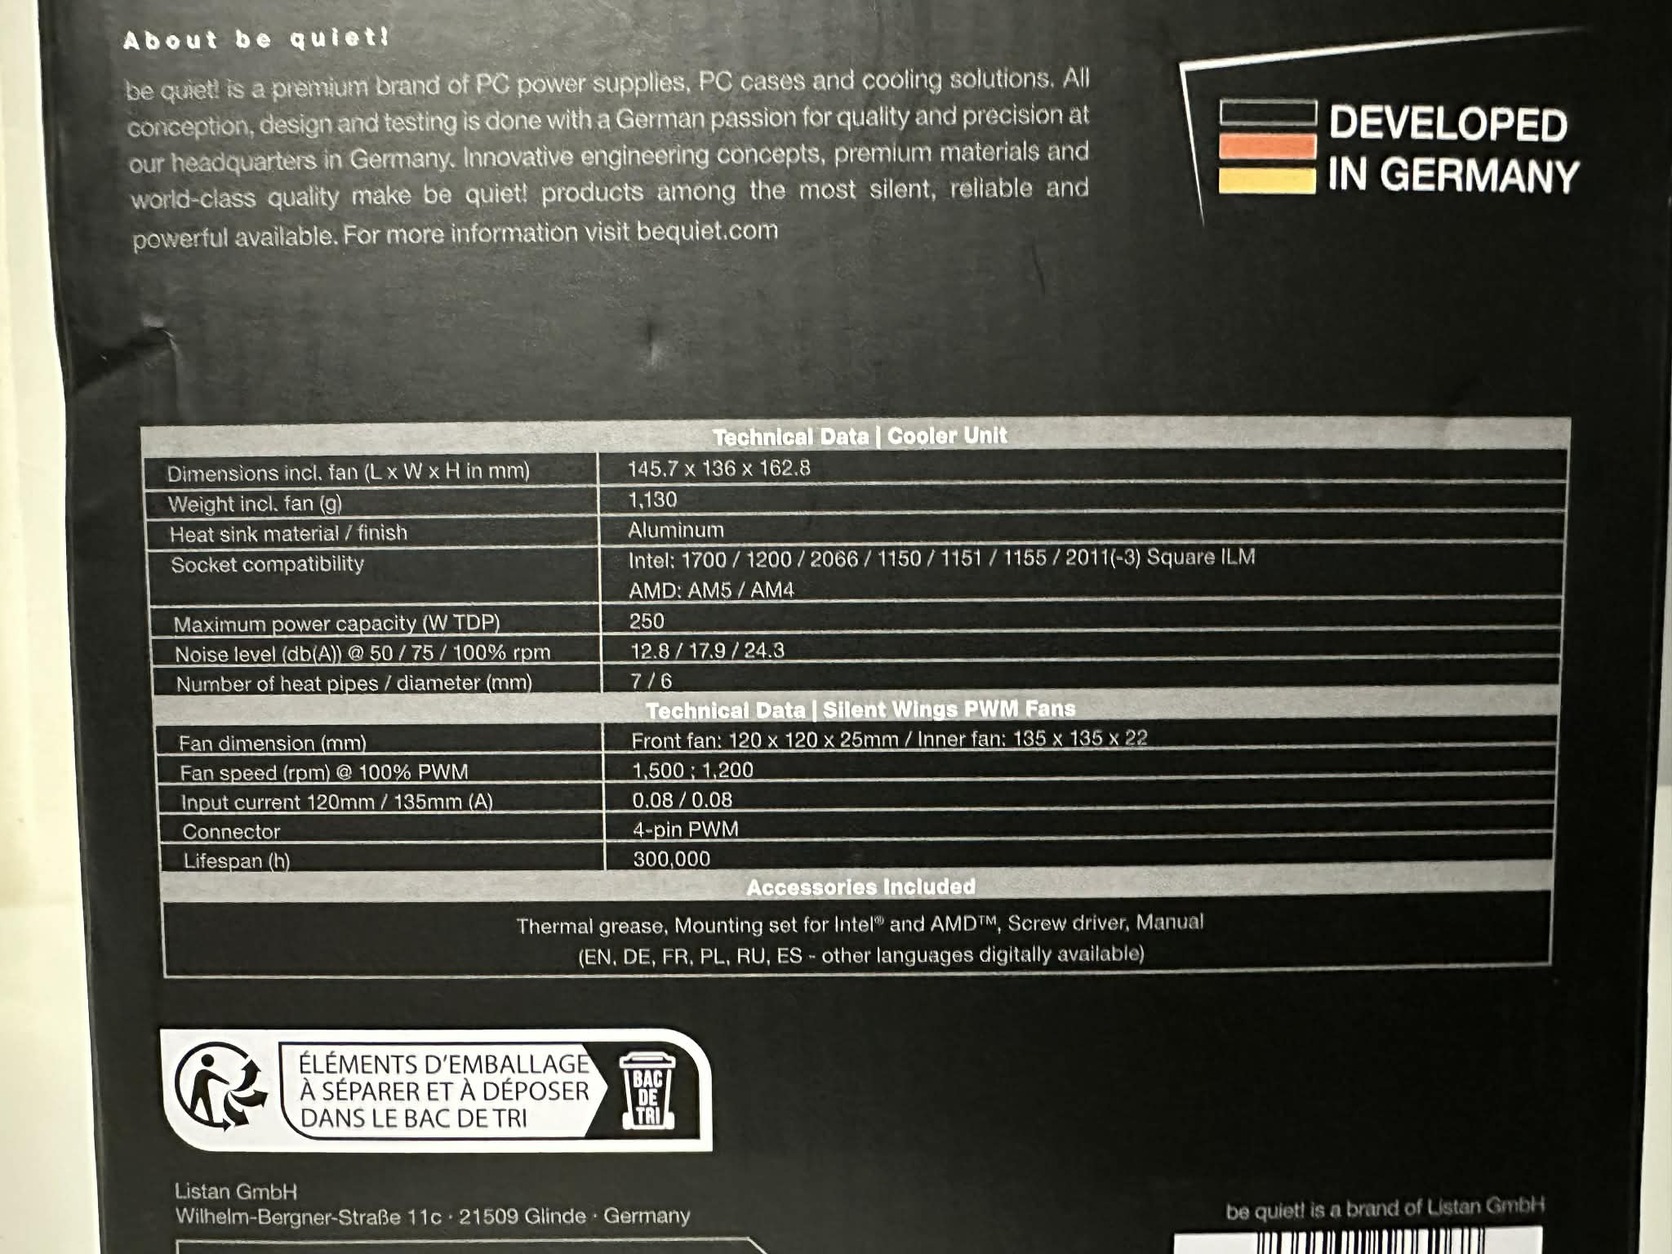 About be quiet!
be quiet! is a premium brand of PC power supplies, PC cases and cooling solutions. All
conception, design and testing is done with a German passion for quality and precision at
our headquarters in Germany. Innovative engineering concepts, premium materials and
world-class quality make be quiet! products among the most silent, reliable and
powerful available. For more information visit bequiet.com
DEVELOPED
IN GERMANY
Technical Data | Cooler Unit
Dimensions incl. fan (L x W x H in mm) 145.7 x 136 x 162.8
Weight incl. fan (g) 1,130
Heat sink material / finish Aluminum
Socket compatibility Intel: 1700 / 1200 / 2066 / 1150 / 1151 / 1155 / 2011(-3) Square ILM
AMD: AM5 / AM4
Maximum power capacity (W TDP) 250
Noise level (db(A)) @ 50 / 75 / 100% rpm 12.8 / 17.9 / 24.3
Number of heat pipes / diameter (mm) 7 / 6
Technical Data | Silent Wings PWM Fans
Fan dimension (mm) Front fan: 120 x 120 x 25mm / Inner fan: 135 x 135 x 22
Fan speed (rpm) @ 100% PWM 1,500 ; 1,200
Input current 120mm / 135mm (A) 0.08 / 0.08
Connector 4-pin PWM
Lifespan (h) 300,000
Accessories Included
Thermal grease, Mounting set for Intel® and AMD™, Screw driver, Manual
(EN, DE, FR, PL, RU, ES - other languages digitally available)
ÉLÉMENTS D'EMBALLAGE
À SÉPARER ET À DÉPOSER
DANS LE BAC DE TRI
BAC
DE
TRI
Listan GmbH
Wilhelm-Bergner-Straße 11c · 21509 Glinde · Germany
be quiet! is a brand of Listan GmbH